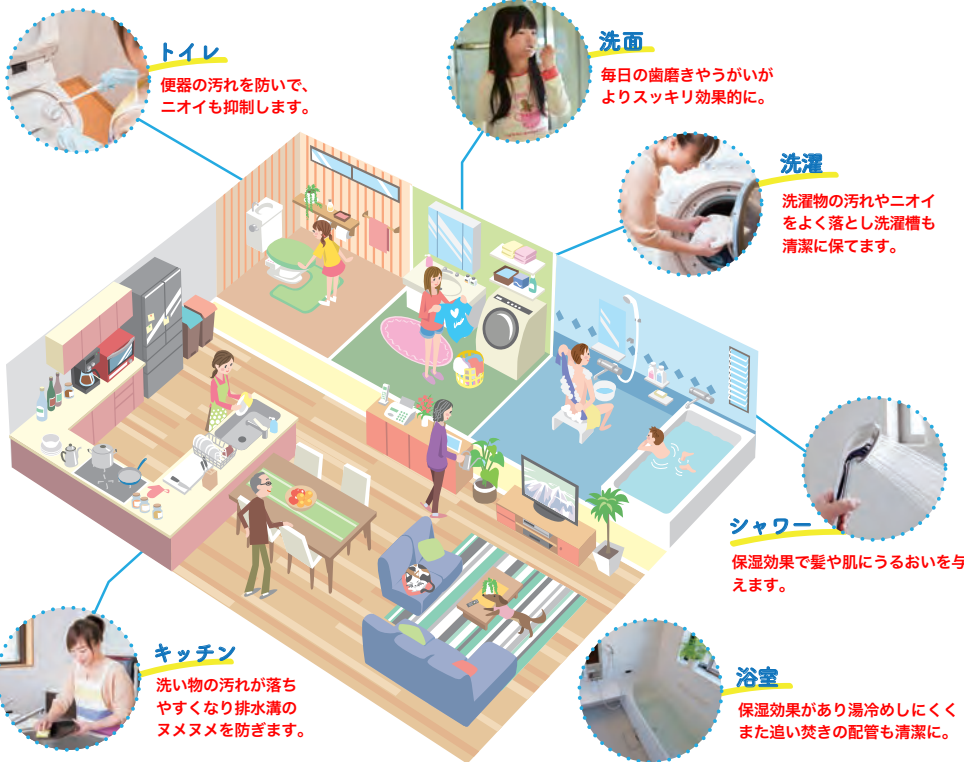 トイレ
便器の汚れを防いで、
ニオイも抑制します。
洗面
毎日の歯磨きやうがいが
よりスッキリ効果的に。
洗濯
洗濯物の汚れやニオイ
をよく落とし洗濯槽も
清潔に保てます。
シャワー
保湿効果で髪や肌にうるおいを与
えます。
キッチン
洗い物の汚れが落ち
やすくなり排水溝の
ヌメヌメを防ぎます。
浴室
保湿効果があり湯冷めしにくく
また追い焚きの配管も清潔に。